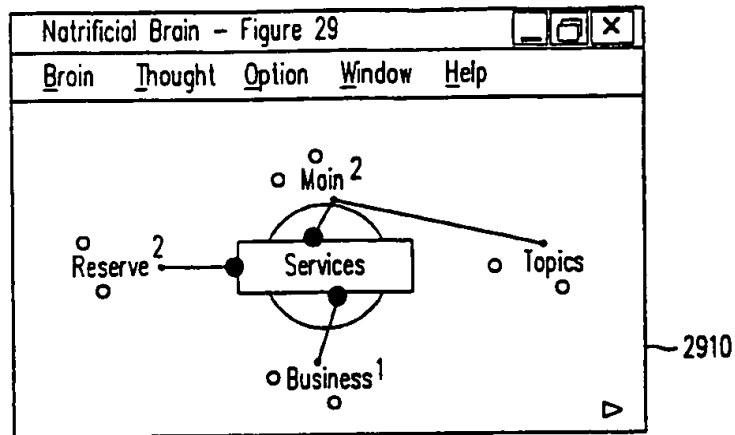 Natrificial Brain – Figure 29
Brain Thought Option Window Help
Main 2
Reserve 2 Services Topics
2910
Business 1